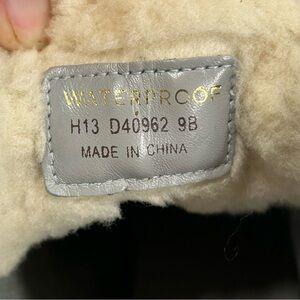 WATERPROOF
H13 D40962 9B
MADE IN CHINA